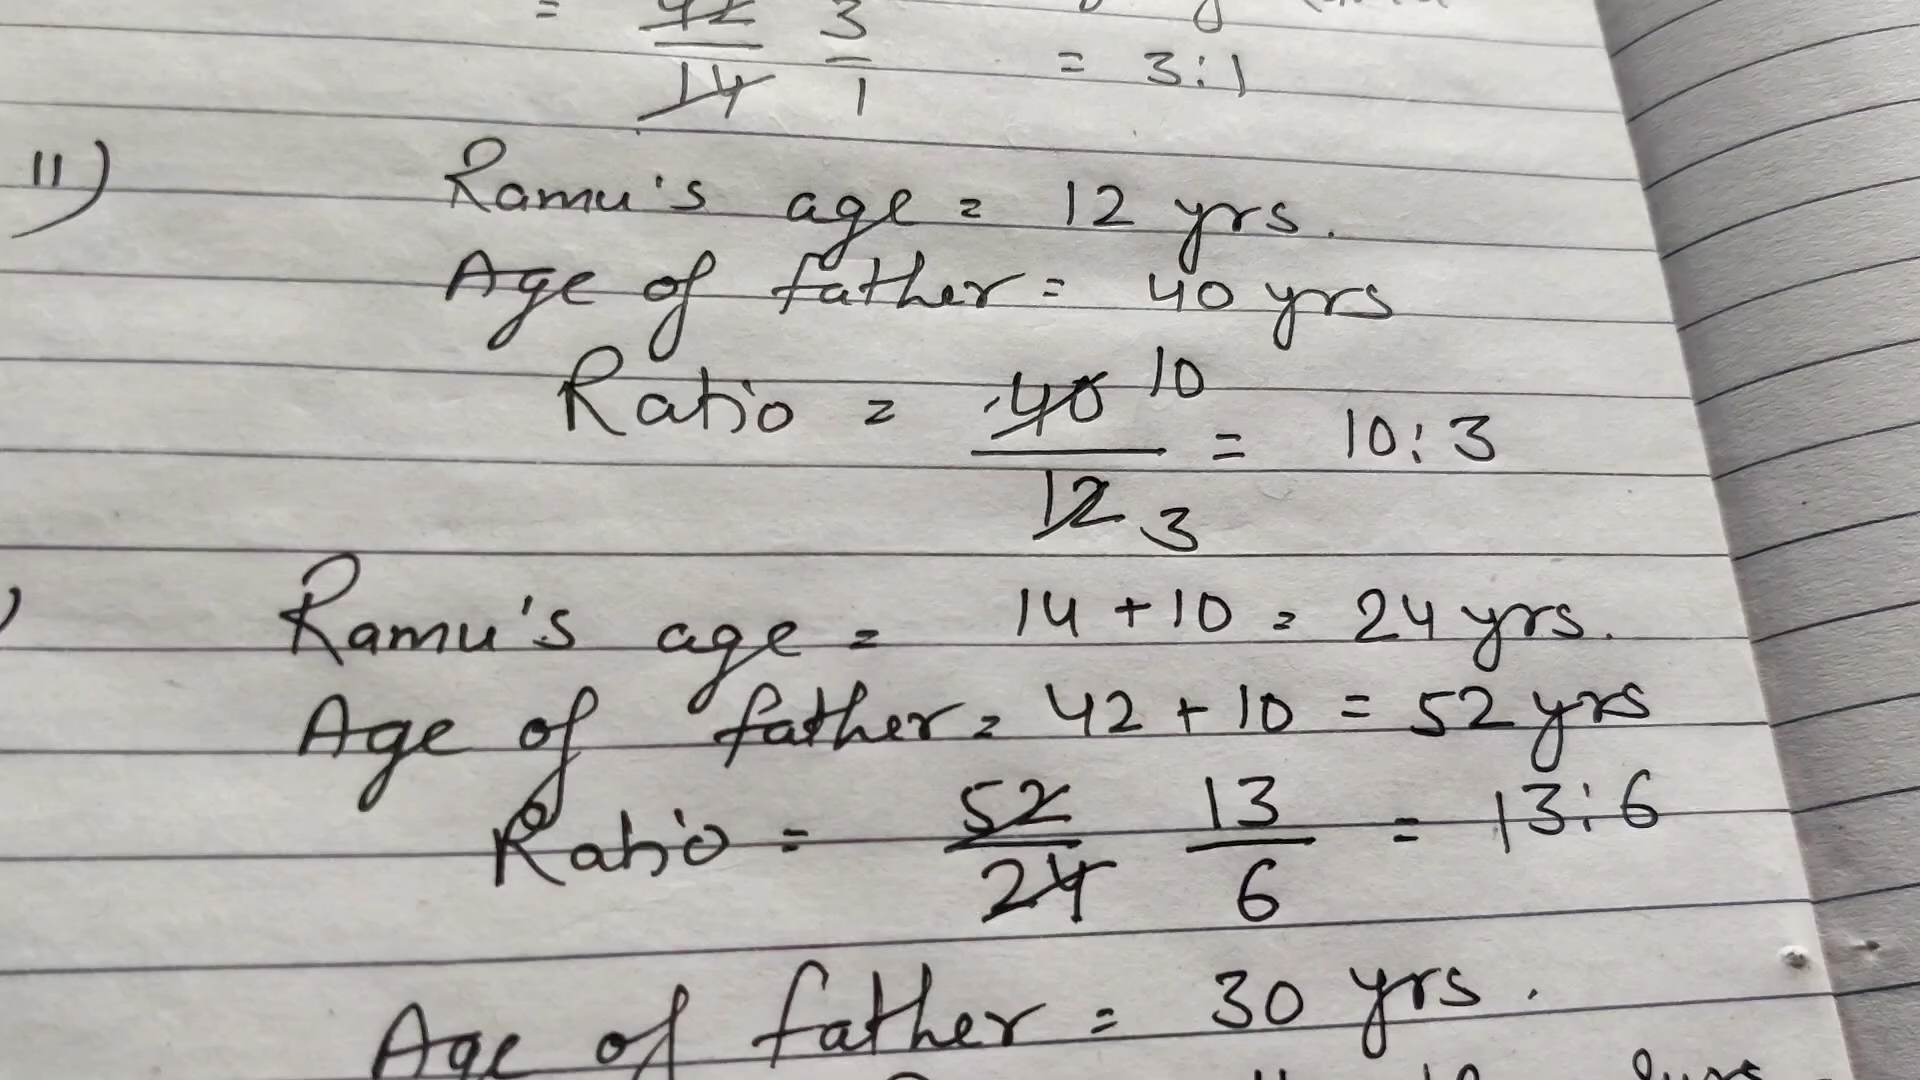 = 42/14 3/1 = 3:1
11) Ramu's age = 12 yrs.
Age of father = 40 yrs
Ratio = 40/12 10/3 = 10:3
) Ramu's age = 14 + 10 = 24 yrs.
Age of father = 42 + 10 = 52 yrs
Ratio = 52/24 13/6 = 13:6
Age of father = 30 yrs.